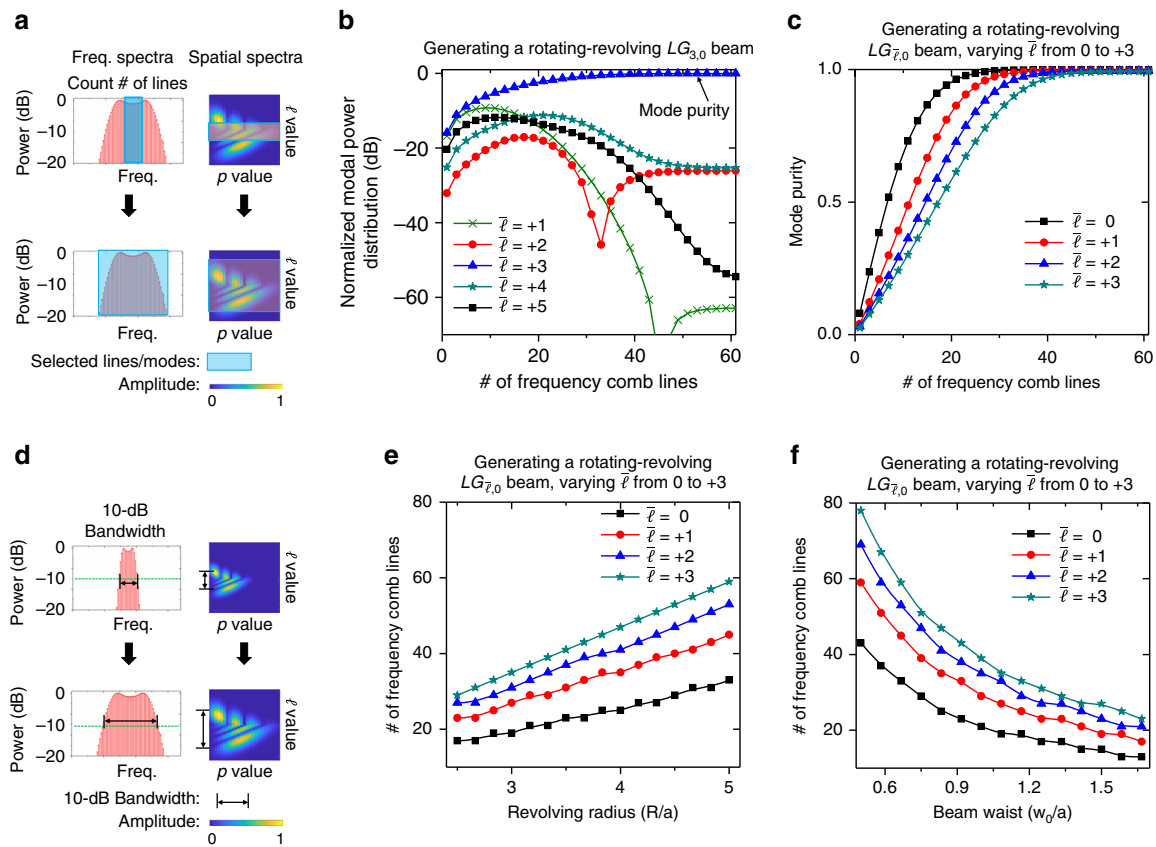 a
Freq. spectra
Spatial spectra
Count # of lines
Power (dB)
0
−10
−20
Freq.
ℓ value
p value
Power (dB)
0
−10
−20
Freq.
ℓ value
p value
Selected lines/modes:
Amplitude:
0
1
b
Generating a rotating-revolving LG3,0 beam
Normalized modal power
distribution (dB)
0
−20
−40
−60
Mode purity
ℓ̅ = +1
ℓ̅ = +2
ℓ̅ = +3
ℓ̅ = +4
ℓ̅ = +5
0
20
40
60
# of frequency comb lines
c
Generating a rotating-revolving
LGℓ̅,0 beam, varying ℓ̅ from 0 to +3
Mode purity
1.0
0.5
0.0
ℓ̅ = 0
ℓ̅ = +1
ℓ̅ = +2
ℓ̅ = +3
0
20
40
60
# of frequency comb lines
d
10-dB
Bandwidth
Power (dB)
0
−10
−20
Freq.
ℓ value
p value
Power (dB)
0
−10
−20
Freq.
ℓ value
p value
10-dB Bandwidth:
Amplitude:
0
1
e
Generating a rotating-revolving
LGℓ̅,0 beam, varying ℓ̅ from 0 to +3
# of frequency comb lines
80
60
40
20
ℓ̅ = 0
ℓ̅ = +1
ℓ̅ = +2
ℓ̅ = +3
3
4
5
Revolving radius (R/a)
f
Generating a rotating-revolving
LGℓ̅,0 beam, varying ℓ̅ from 0 to +3
# of frequency comb lines
80
60
40
20
ℓ̅ = 0
ℓ̅ = +1
ℓ̅ = +2
ℓ̅ = +3
0.6
0.9
1.2
1.5
Beam waist (w0/a)